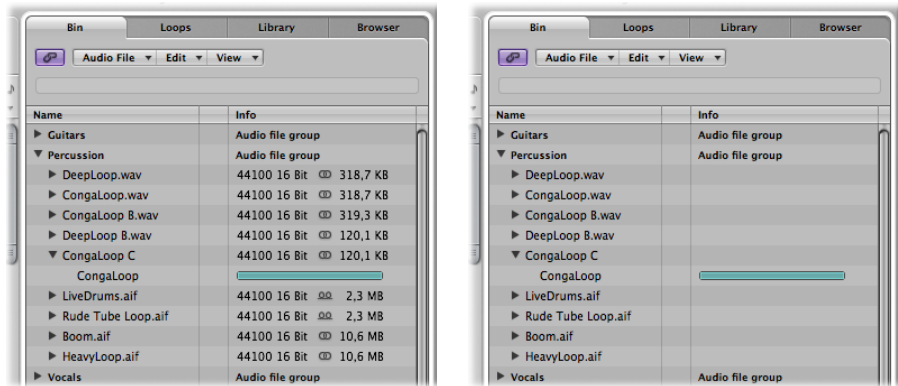 Bin Loops Library Browser
Audio File Edit View
Name Info
Guitars Audio file group
Percussion Audio file group
DeepLoop.wav 44100 16 Bit 318,7 KB
CongaLoop.wav 44100 16 Bit 318,7 KB
CongaLoop B.wav 44100 16 Bit 319,3 KB
DeepLoop B.wav 44100 16 Bit 120,1 KB
CongaLoop C 44100 16 Bit 120,1 KB
CongaLoop
LiveDrums.aif 44100 16 Bit 2,3 MB
Rude Tube Loop.aif 44100 16 Bit 2,3 MB
Boom.aif 44100 16 Bit 10,6 MB
HeavyLoop.aif 44100 16 Bit 10,6 MB
Vocals Audio file group
Bin Loops Library Browser
Audio File Edit View
Name Info
Guitars Audio file group
Percussion Audio file group
DeepLoop.wav
CongaLoop.wav
CongaLoop B.wav
DeepLoop B.wav
CongaLoop C
CongaLoop
LiveDrums.aif
Rude Tube Loop.aif
Boom.aif
HeavyLoop.aif
Vocals Audio file group